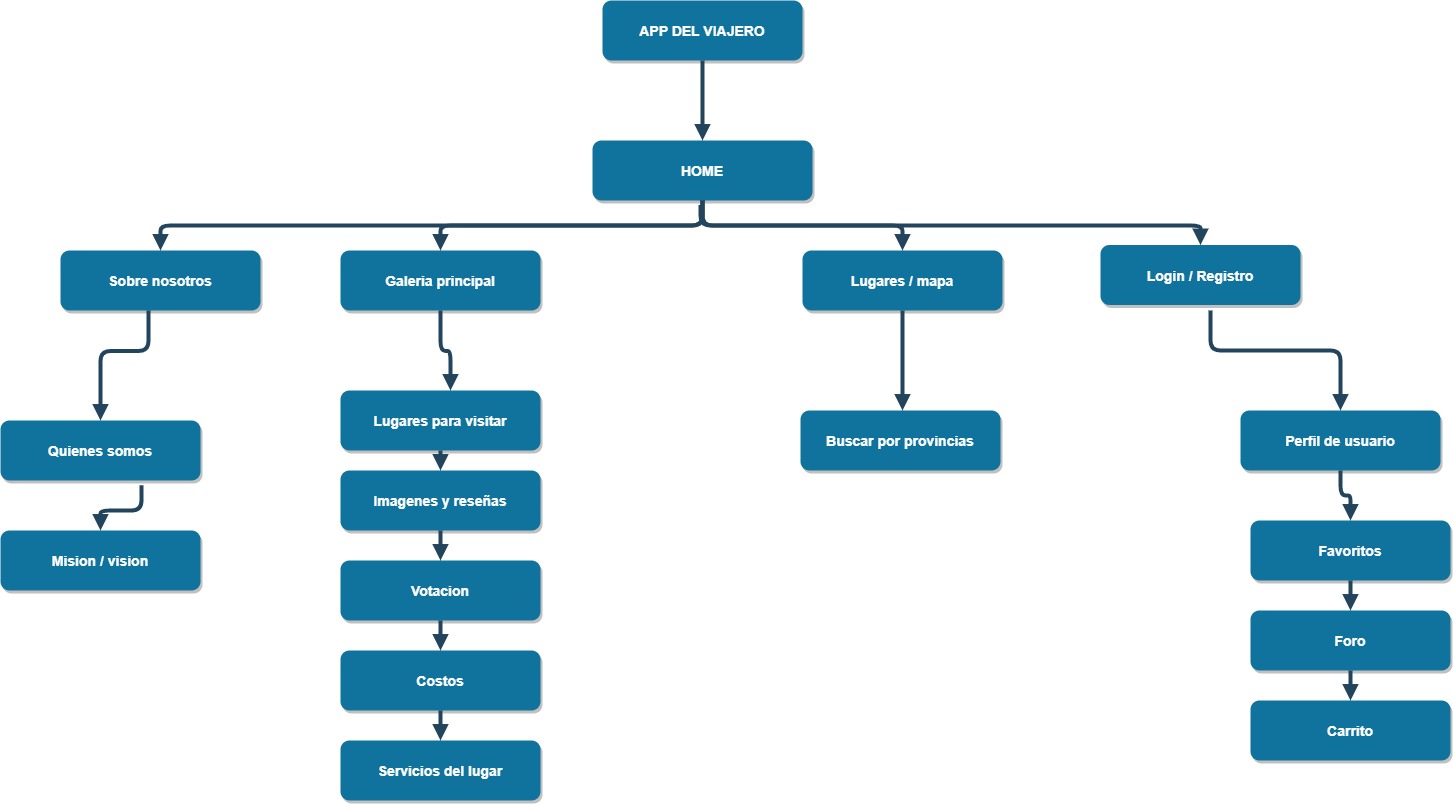 APP DEL VIAJERO
HOME
Sobre nosotros
Galeria principal
Lugares / mapa
Login / Registro
Quienes somos
Mision / vision
Lugares para visitar
Imagenes y reseñas
Votacion
Costos
Servicios del lugar
Buscar por provincias
Perfil de usuario
Favoritos
Foro
Carrito